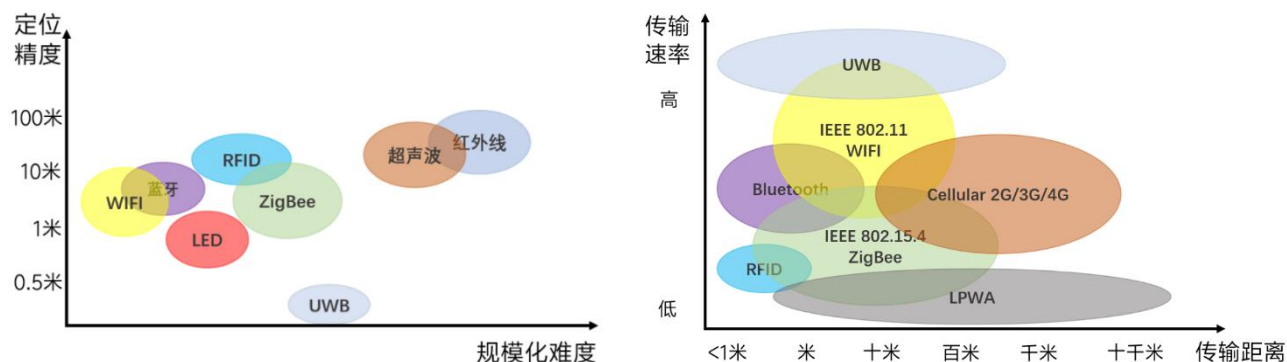 定位
精度
100米
10米
1米
0.5米
WIFI
蓝牙
RFID
LED
ZigBee
超声波
红外线
UWB
规模化难度
传输
速率
高
低
UWB
IEEE 802.11
WIFI
Bluetooth
Cellular 2G/3G/4G
IEEE 802.15.4
ZigBee
RFID
LPWA
<1米 米 十米 百米 千米 十千米 传输距离